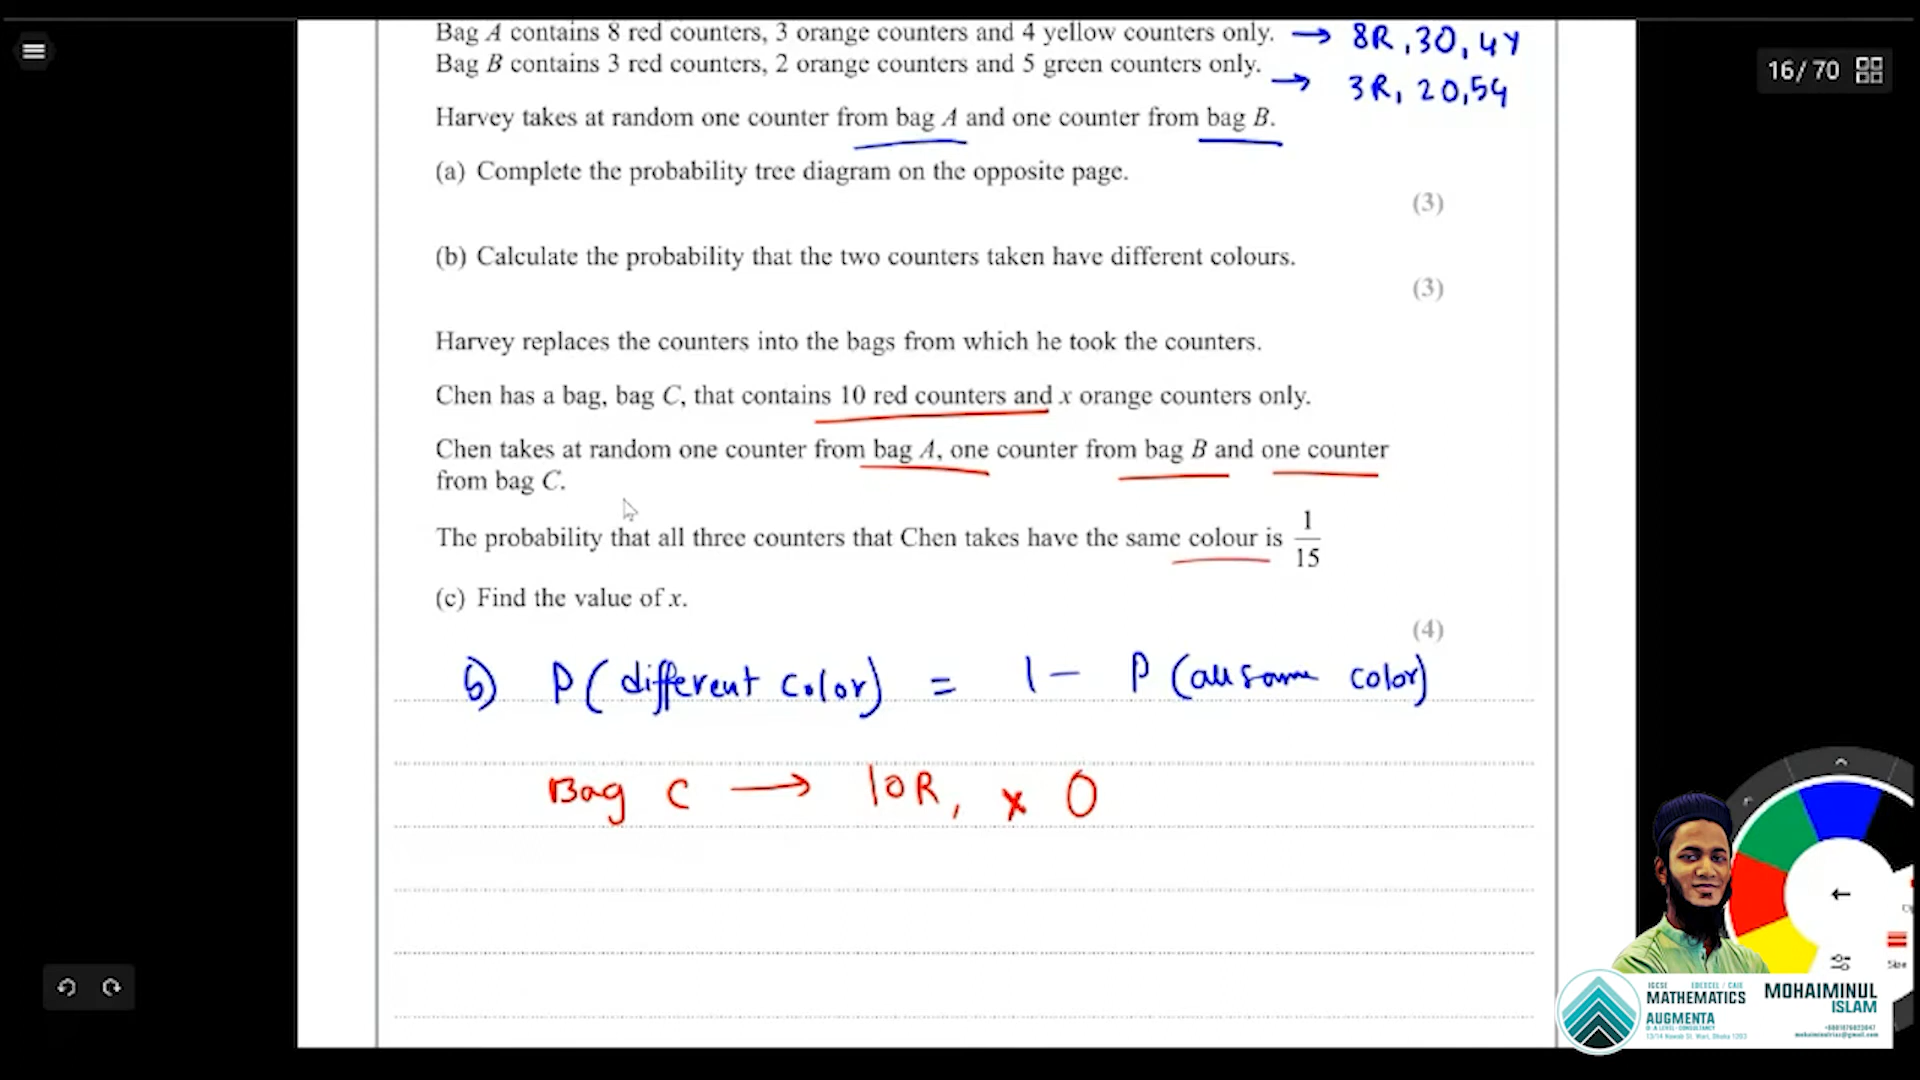 Bag A contains 8 red counters, 3 orange counters and 4 yellow counters only. → 8R, 3O, 4Y
16/ 70
Bag B contains 3 red counters, 2 orange counters and 5 green counters only. → 3R, 2O, 5G
Harvey takes at random one counter from bag A and one counter from bag B.
(a) Complete the probability tree diagram on the opposite page.
(3)
(b) Calculate the probability that the two counters taken have different colours.
(3)
Harvey replaces the counters into the bags from which he took the counters.
Chen has a bag, bag C, that contains 10 red counters and x orange counters only.
Chen takes at random one counter from bag A, one counter from bag B and one counter
from bag C.
The probability that all three counters that Chen takes have the same colour is 1/15
(c) Find the value of x.
(4)
b) P (different color) = 1 - P (all same color)
Bag C → 10R, x O
Size
IGCSE EDEXCEL / CAIE
MATHEMATICS
AUGMENTA
O A LEVEL CONSULTANCY
MOHAIMINUL
ISLAM